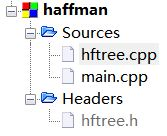 haffman
Sources
hftree.cpp
main.cpp
Headers
hftree.h